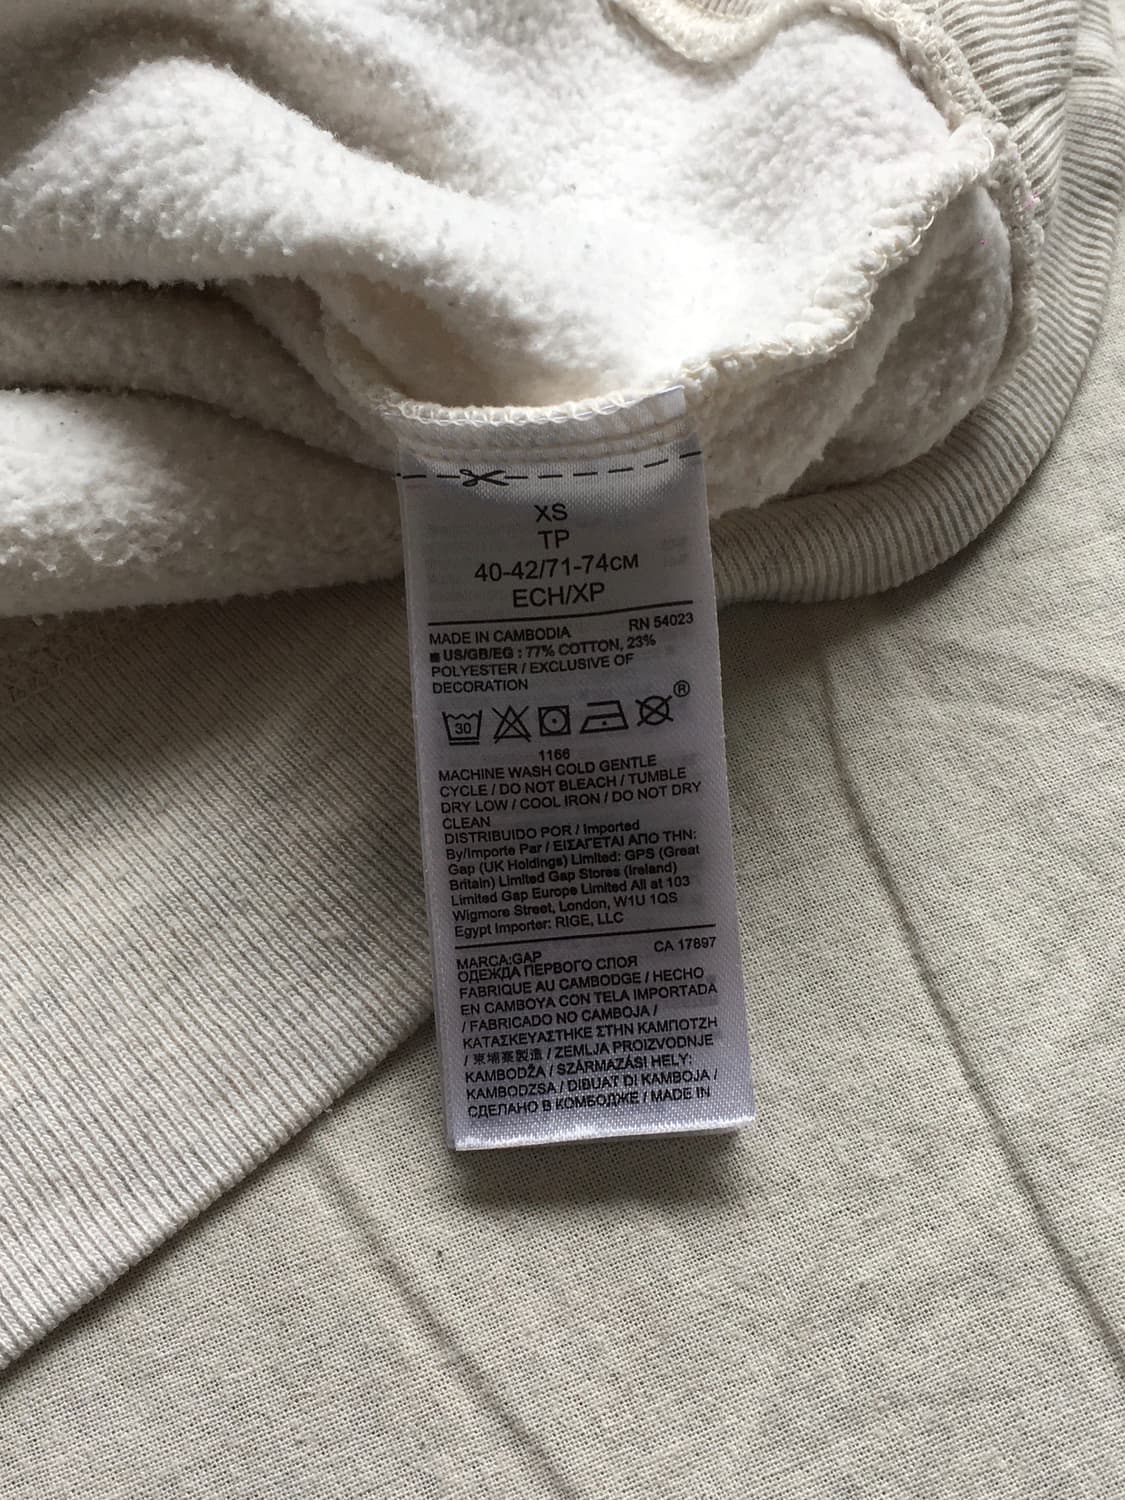 XS
TP
40-42/71-74см
ECH/XP
MADE IN CAMBODIA RN 54023
US/GB/EG : 77% COTTON, 23%
POLYESTER / EXCLUSIVE OF
DECORATION
30 ®
1166
MACHINE WASH COLD GENTLE
CYCLE / DO NOT BLEACH / TUMBLE
DRY LOW / COOL IRON / DO NOT DRY
CLEAN
DISTRIBUIDO POR / Imported
By/Importe Par / ΕΙΣΑΓΕΤΑΙ ΑΠΟ ΤΗΝ:
Gap (UK Holdings) Limited: GPS (Great
Britain) Limited Gap Stores (Ireland)
Limited Gap Europe Limited All at 103
Wigmore Street, London, W1U 1QS
Egypt Importer: RIGE, LLC
MARCA:GAP CA 17897
ОДЕЖДА ПЕРВОГО СЛОЯ
FABRIQUE AU CAMBODGE / HECHO
EN CAMBOYA CON TELA IMPORTADA
/ FABRICADO NO CAMBOJA /
ΚΑΤΑΣΚΕΥΑΣΤΗΚΕ ΣΤΗΝ ΚΑΜΠΟΤΖΗ
/ 柬埔寨製造 / ZEMLJA PROIZVODNJE
KAMBODŽA / SZÁRMAZÁSI HELY:
KAMBODZSA / DIBUAT DI KAMBOJA /
СДЕЛАНО В КОМБОДЖЕ / MADE IN